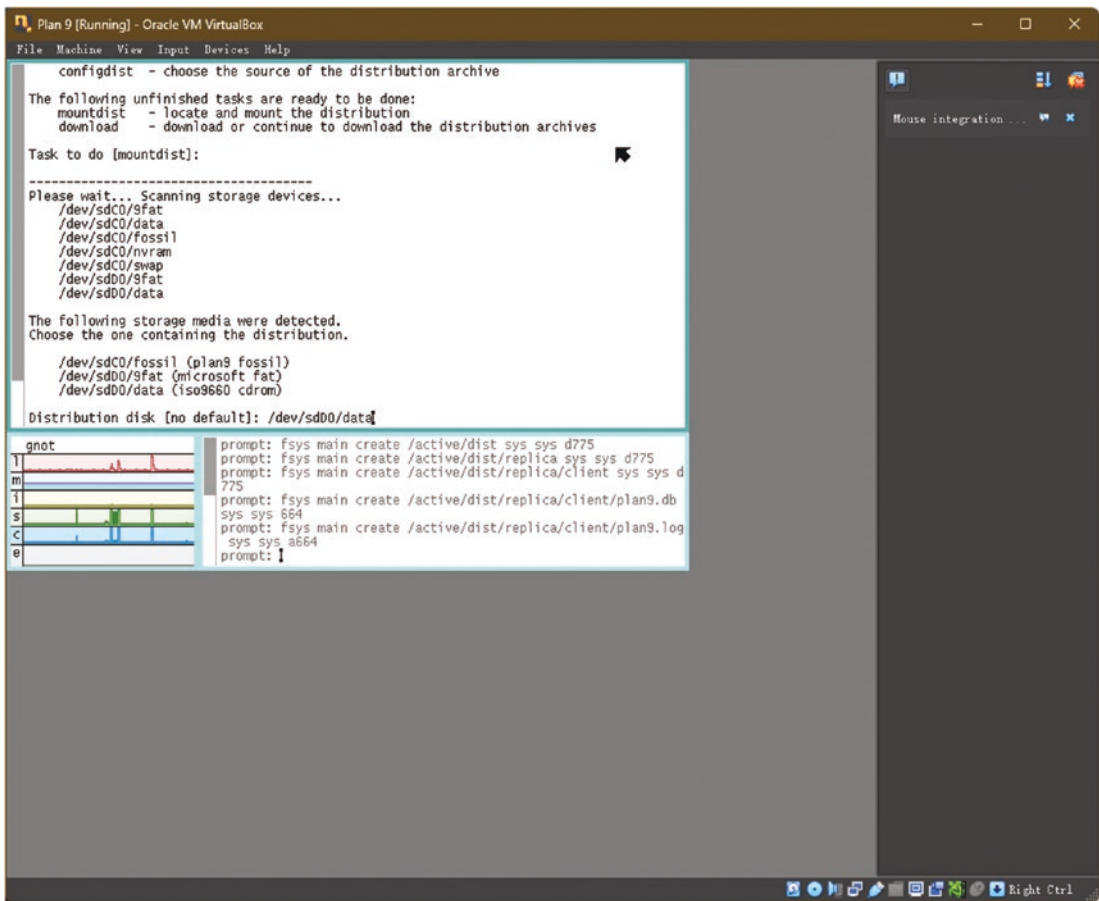 Plan 9 [Running] - Oracle VM VirtualBox
File Machine View Input Devices Help
configdist - choose the source of the distribution archive
The following unfinished tasks are ready to be done:
mountdist - locate and mount the distribution
download - download or continue to download the distribution archives
Task to do [mountdist]:
--------------------------------------
Please wait... Scanning storage devices...
/dev/sdC0/9fat
/dev/sdC0/data
/dev/sdC0/fossil
/dev/sdC0/nvram
/dev/sdC0/swap
/dev/sdD0/9fat
/dev/sdD0/data
The following storage media were detected.
Choose the one containing the distribution.
/dev/sdC0/fossil (plan9 fossil)
/dev/sdD0/9fat (microsoft fat)
/dev/sdD0/data (iso9660 cdrom)
Distribution disk [no default]: /dev/sdD0/data
gnot
l
m
i
s
c
e
prompt: fsys main create /active/dist sys sys d775
prompt: fsys main create /active/dist/replica sys sys d775
prompt: fsys main create /active/dist/replica/client sys sys d
775
prompt: fsys main create /active/dist/replica/client/plan9.db
sys sys 664
prompt: fsys main create /active/dist/replica/client/plan9.log
sys sys a664
prompt:
Mouse integration ...
Right Ctrl